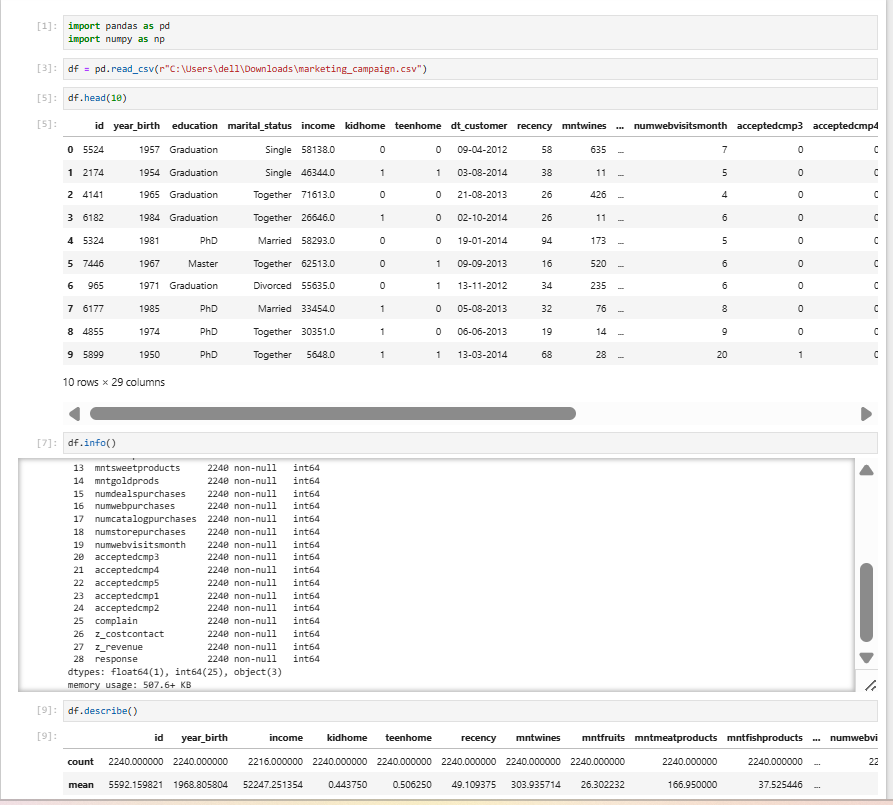 [1]: import pandas as pd
import numpy as np
[3]: df = pd.read_csv(r"C:\Users\dell\Downloads\marketing_campaign.csv")
[5]: df.head(10)
[5]: id year_birth education marital_status income kidhome teenhome dt_customer recency mntwines ... numwebvisitsmonth acceptedcmp3 acceptedcmp4
0 5524 1957 Graduation Single 58138.0 0 0 09-04-2012 58 635 ... 7 0 0
1 2174 1954 Graduation Single 46344.0 1 1 03-08-2014 38 11 ... 5 0 0
2 4141 1965 Graduation Together 71613.0 0 0 21-08-2013 26 426 ... 4 0 0
3 6182 1984 Graduation Together 26646.0 1 0 02-10-2014 26 11 ... 6 0 0
4 5324 1981 PhD Married 58293.0 0 0 19-01-2014 94 173 ... 5 0 0
5 7446 1967 Master Together 62513.0 0 1 09-09-2013 16 520 ... 6 0 0
6 965 1971 Graduation Divorced 55635.0 0 1 13-11-2012 34 235 ... 6 0 0
7 6177 1985 PhD Married 33454.0 1 0 05-08-2013 32 76 ... 8 0 0
8 4855 1974 PhD Together 30351.0 1 0 06-06-2013 19 14 ... 9 0 0
9 5899 1950 PhD Together 5648.0 1 1 13-03-2014 68 28 ... 20 1 0
10 rows × 29 columns
[7]: df.info()
13 mntsweetproducts 2240 non-null int64
14 mntgoldprods 2240 non-null int64
15 numdealspurchases 2240 non-null int64
16 numwebpurchases 2240 non-null int64
17 numcatalogpurchases 2240 non-null int64
18 numstorepurchases 2240 non-null int64
19 numwebvisitsmonth 2240 non-null int64
20 acceptedcmp3 2240 non-null int64
21 acceptedcmp4 2240 non-null int64
22 acceptedcmp5 2240 non-null int64
23 acceptedcmp1 2240 non-null int64
24 acceptedcmp2 2240 non-null int64
25 complain 2240 non-null int64
26 z_costcontact 2240 non-null int64
27 z_revenue 2240 non-null int64
28 response 2240 non-null int64
dtypes: float64(1), int64(25), object(3)
memory usage: 507.6+ KB
[9]: df.describe()
[9]: id year_birth income kidhome teenhome recency mntwines mntfruits mntmeatproducts mntfishproducts ... numwebvi
count 2240.000000 2240.000000 2216.000000 2240.000000 2240.000000 2240.000000 2240.000000 2240.000000 2240.000000 2240.000000 ... 22
mean 5592.159821 1968.805804 52247.251354 0.443750 0.506250 49.109375 303.935714 26.302232 166.950000 37.525446 ...